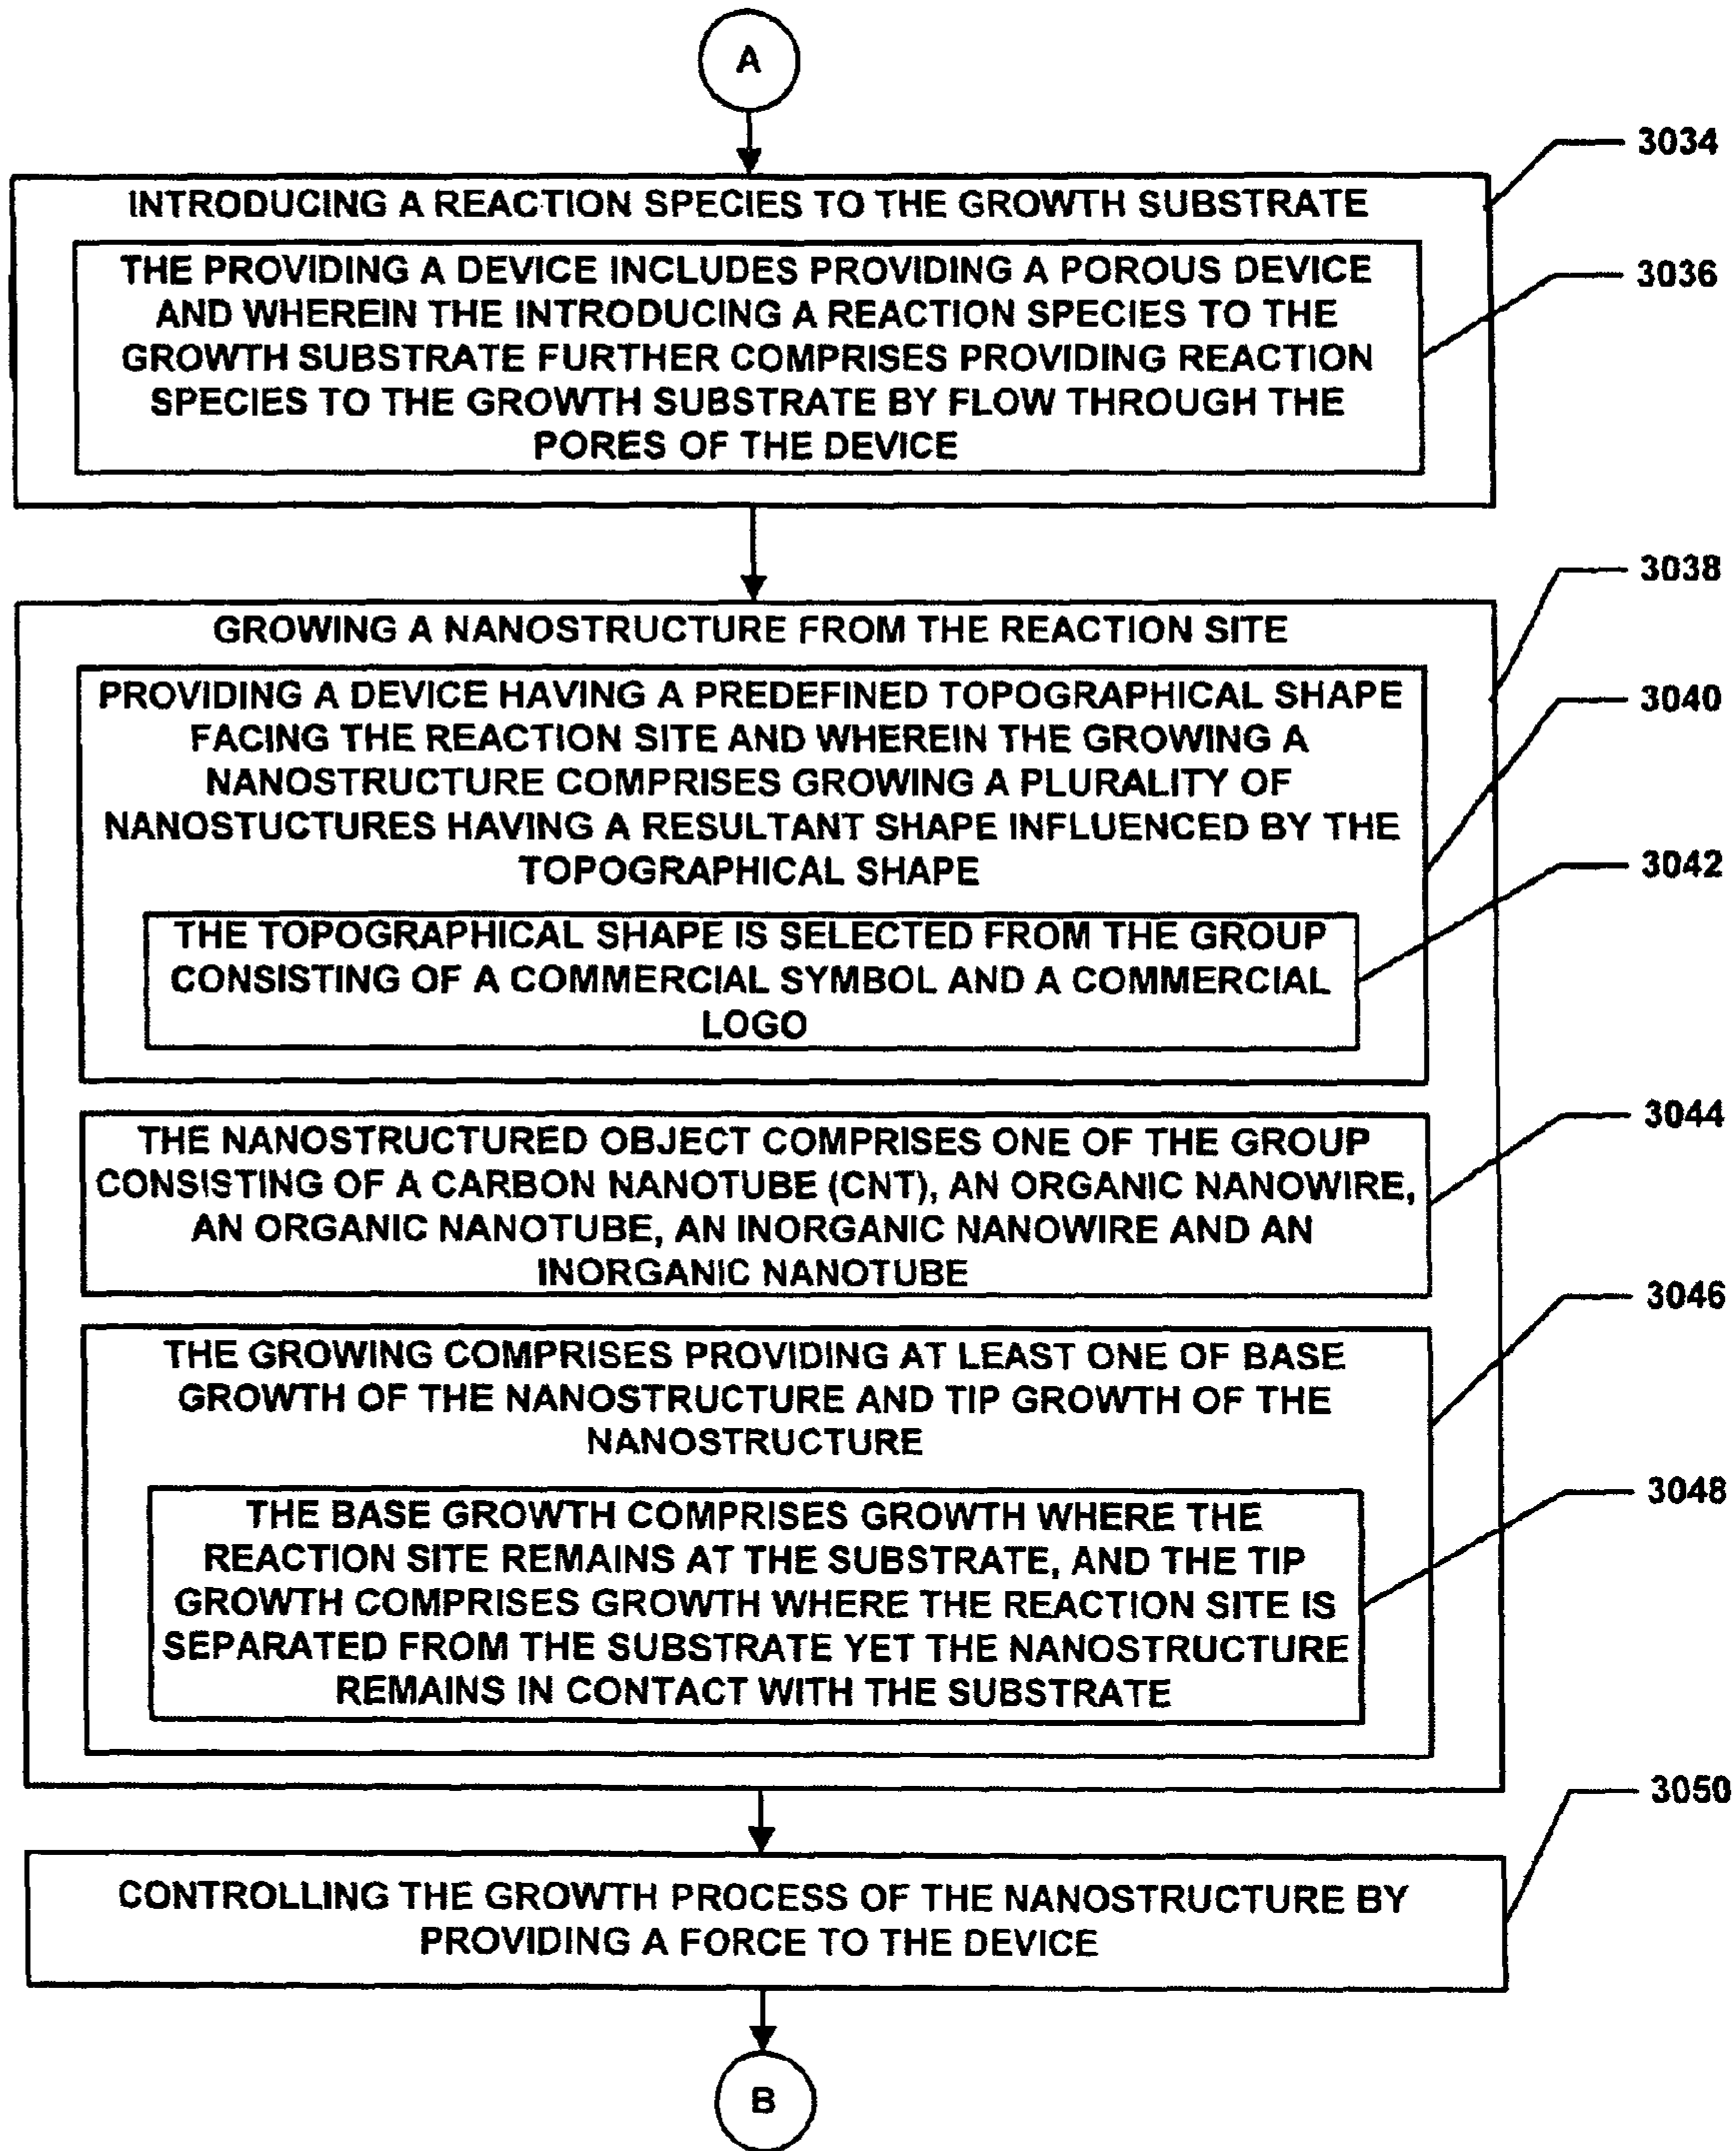 A
3034
INTRODUCING A REACTION SPECIES TO THE GROWTH SUBSTRATE
THE PROVIDING A DEVICE INCLUDES PROVIDING A POROUS DEVICE
3036
AND WHEREIN THE INTRODUCING A REACTION SPECIES TO THE
GROWTH SUBSTRATE FURTHER COMPRISES PROVIDING REACTION
SPECIES TO THE GROWTH SUBSTRATE BY FLOW THROUGH THE
PORES OF THE DEVICE
3038
GROWING A NANOSTRUCTURE FROM THE REACTION SITE
PROVIDING A DEVICE HAVING A PREDEFINED TOPOGRAPHICAL SHAPE
3040
FACING THE REACTION SITE AND WHEREIN THE GROWING A
NANOSTRUCTURE COMPRISES GROWING A PLURALITY OF
NANOSTUCTURES HAVING A RESULTANT SHAPE INFLUENCED BY THE
TOPOGRAPHICAL SHAPE
3042
THE TOPOGRAPHICAL SHAPE IS SELECTED FROM THE GROUP
CONSISTING OF A COMMERCIAL SYMBOL AND A COMMERCIAL
LOGO
3044
THE NANOSTRUCTURED OBJECT COMPRISES ONE OF THE GROUP
CONSISTING OF A CARBON NANOTUBE (CNT), AN ORGANIC NANOWIRE,
AN ORGANIC NANOTUBE, AN INORGANIC NANOWIRE AND AN
INORGANIC NANOTUBE
3046
THE GROWING COMPRISES PROVIDING AT LEAST ONE OF BASE
GROWTH OF THE NANOSTRUCTURE AND TIP GROWTH OF THE
NANOSTRUCTURE
3048
THE BASE GROWTH COMPRISES GROWTH WHERE THE
REACTION SITE REMAINS AT THE SUBSTRATE, AND THE TIP
GROWTH COMPRISES GROWTH WHERE THE REACTION SITE IS
SEPARATED FROM THE SUBSTRATE YET THE NANOSTRUCTURE
REMAINS IN CONTACT WITH THE SUBSTRATE
3050
CONTROLLING THE GROWTH PROCESS OF THE NANOSTRUCTURE BY
PROVIDING A FORCE TO THE DEVICE
B